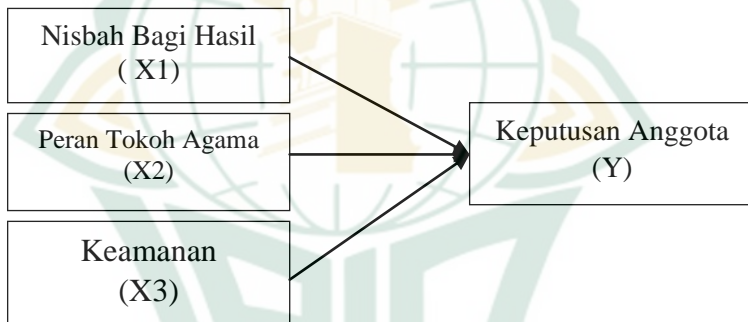 Nisbah Bagi Hasil
( X1)
Peran Tokoh Agama
(X2)
Keamanan
(X3)
Keputusan Anggota
(Y)